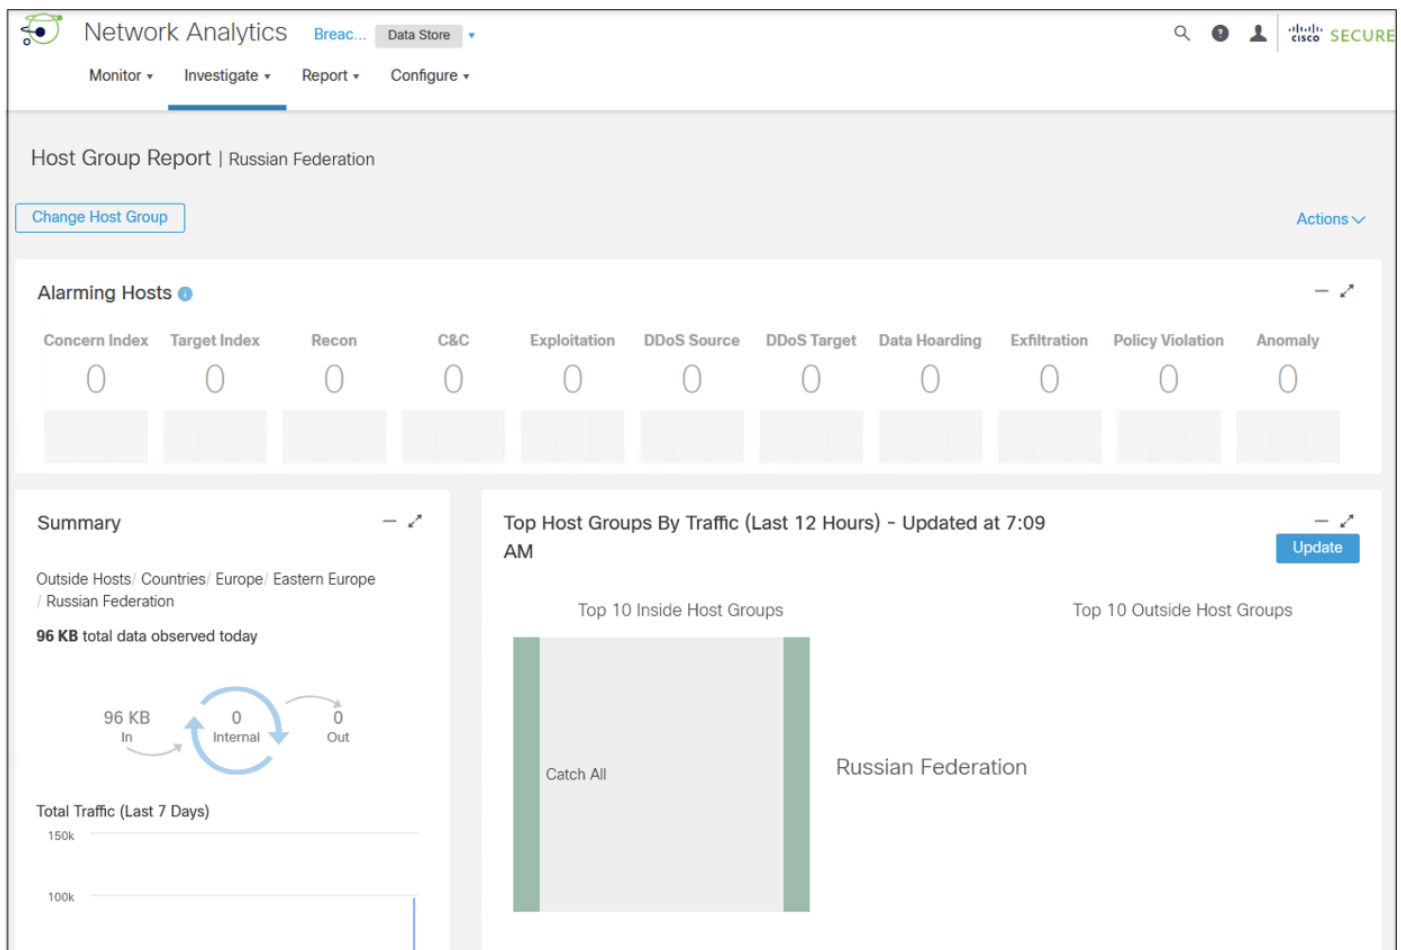 Network Analytics Breac... Data Store
cisco SECURE
Monitor Investigate Report Configure
Host Group Report | Russian Federation
Change Host Group
Actions
Alarming Hosts
Concern Index Target Index Recon C&C Exploitation DDoS Source DDoS Target Data Hoarding Exfiltration Policy Violation Anomaly
0 0 0 0 0 0 0 0 0 0 0
Summary
Outside Hosts/ Countries/ Europe/ Eastern Europe
/ Russian Federation
96 KB total data observed today
96 KB
In
0
Internal
0
Out
Total Traffic (Last 7 Days)
150k
100k
Top Host Groups By Traffic (Last 12 Hours) - Updated at 7:09
AM
Update
Top 10 Inside Host Groups
Top 10 Outside Host Groups
Catch All
Russian Federation